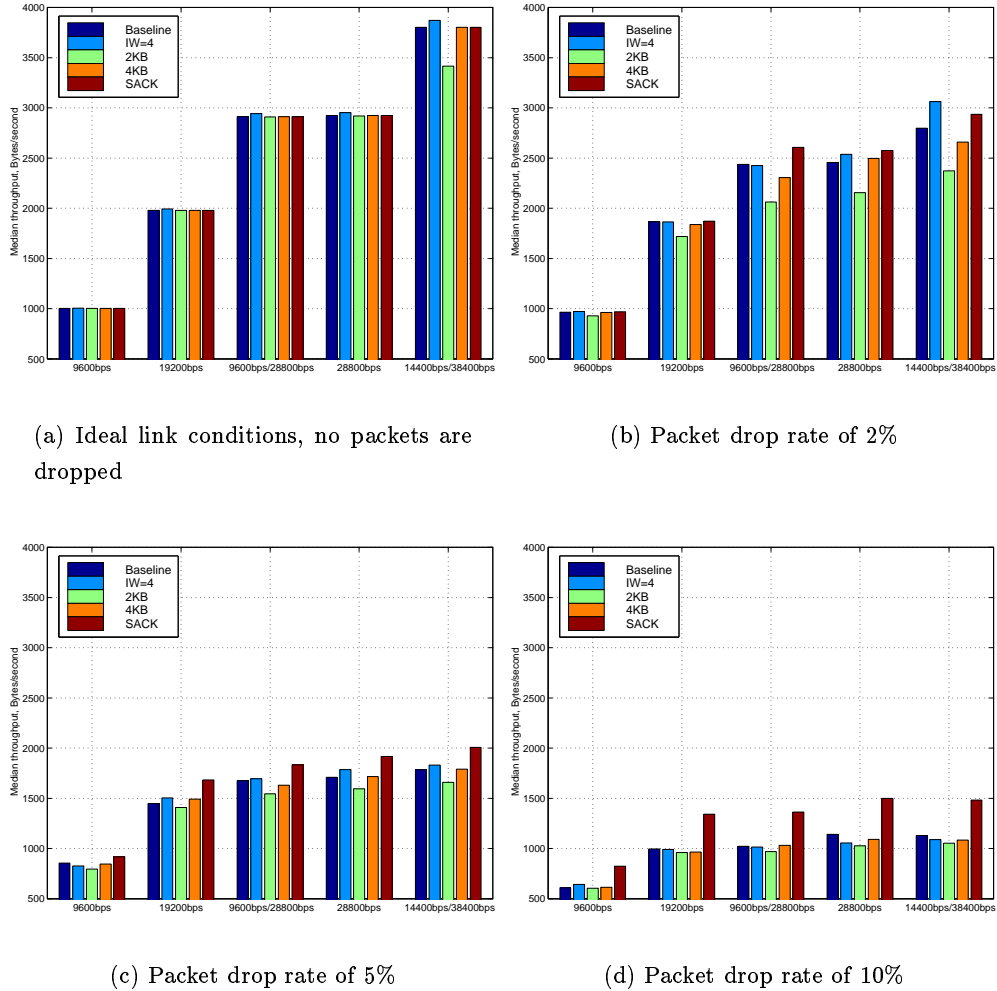 4000
3500
3000
2500
2000
1500
1000
500
Median throughput, Bytes/second
Baseline
IW=4
2KB
4KB
SACK
9600bps
19200bps
9600bps/28800bps
28800bps
14400bps/38400bps
(a) Ideal link conditions, no packets are
dropped
4000
3500
3000
2500
2000
1500
1000
500
Median throughput, Bytes/second
Baseline
IW=4
2KB
4KB
SACK
9600bps
19200bps
9600bps/28800bps
28800bps
14400bps/38400bps
(b) Packet drop rate of 2%
4000
3500
3000
2500
2000
1500
1000
500
Median throughput, Bytes/second
Baseline
IW=4
2KB
4KB
SACK
9600bps
19200bps
9600bps/28800bps
28800bps
14400bps/38400bps
(c) Packet drop rate of 5%
4000
3500
3000
2500
2000
1500
1000
500
Median throughput, Bytes/second
Baseline
IW=4
2KB
4KB
SACK
9600bps
19200bps
9600bps/28800bps
28800bps
14400bps/38400bps
(d) Packet drop rate of 10%